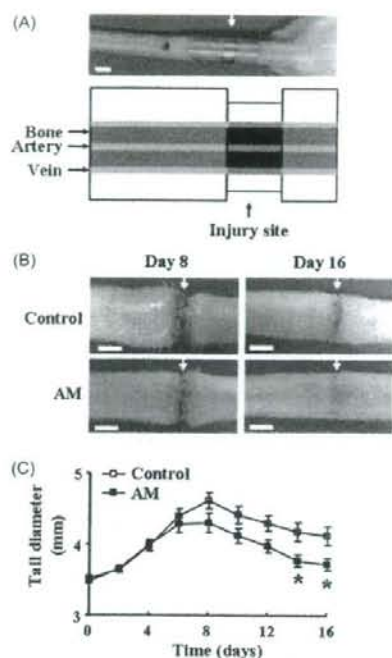 (A)
Bone
Artery
Vein
Injury site
(B)
Day 8
Day 16
Control
AM
(C)
Control
AM
Tail diameter
(mm)
5
4
3
0
4
8
12
16
Time (days)
*
*